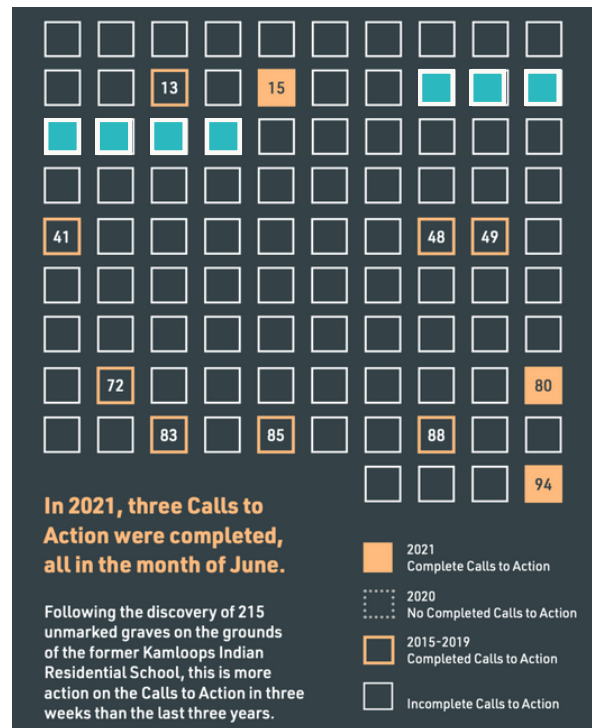 13
15
41
48
49
72
80
83
85
88
94
In 2021, three Calls to
Action were completed,
all in the month of June.
Following the discovery of 215
unmarked graves on the grounds
of the former Kamloops Indian
Residential School, this is more
action on the Calls to Action in three
weeks than the last three years.
2021
Complete Calls to Action
2020
No Completed Calls to Action
2015-2019
Completed Calls to Action
Incomplete Calls to Action